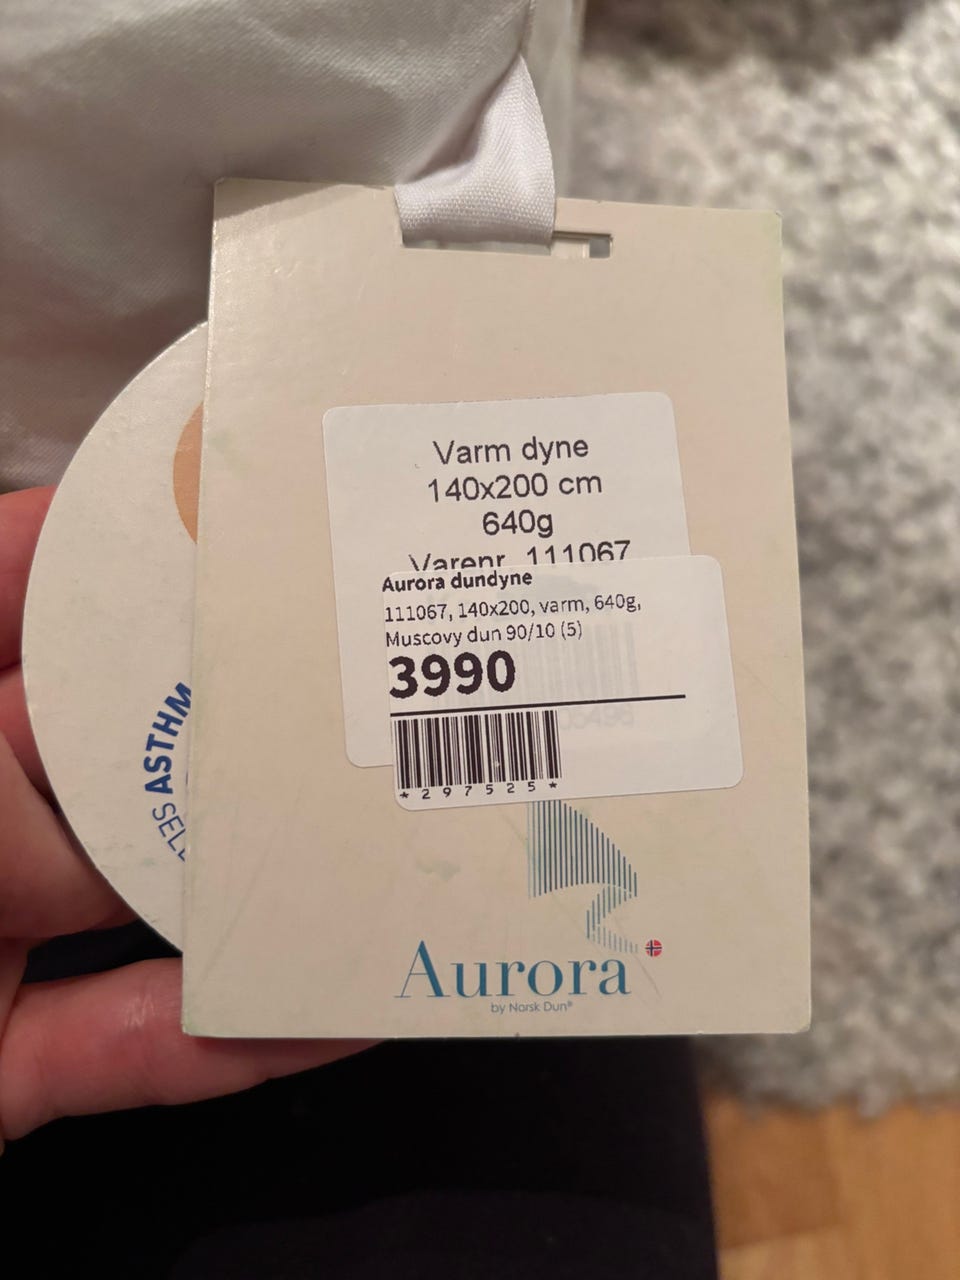 Varm dyne
140x200 cm
640g
Varenr. 111067
Aurora dundyne
111067, 140x200, varm, 640g,
Muscovy dun 90/10 (5)
3990
*297525*
ASTHM
SEL
Aurora
by Norsk Dun®